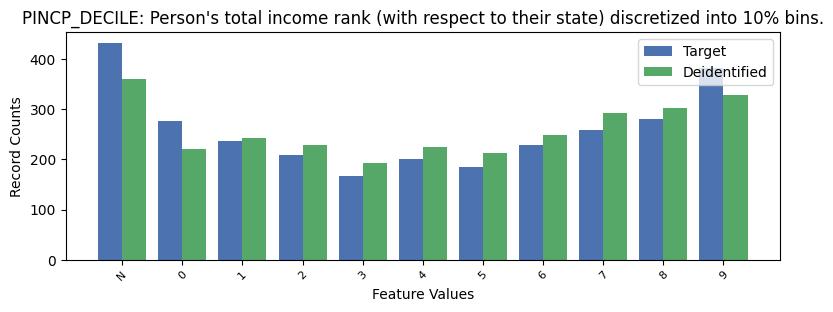 PINCP_DECILE: Person's total income rank (with respect to their state) discretized into 10% bins.
Target
Deidentified
400
300
200
100
0
Record Counts
N 0 1 2 3 4 5 6 7 8 9
Feature Values